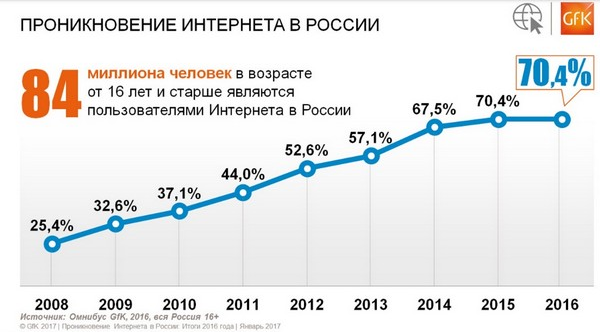 ПРОНИКНОВЕНИЕ ИНТЕРНЕТА В РОССИИ
GfK
84 миллиона человек в возрасте
от 16 лет и старше являются
пользователями Интернета в России
70,4%
25,4%
32,6%
37,1%
44,0%
52,6%
57,1%
67,5%
70,4%
2008 2009 2010 2011 2012 2013 2014 2015 2016
Источник: Омнибус GfK, 2016, вся Россия 16+
© GfK 2017 | Проникновение Интернета в России: Итоги 2016 года | Январь 2017